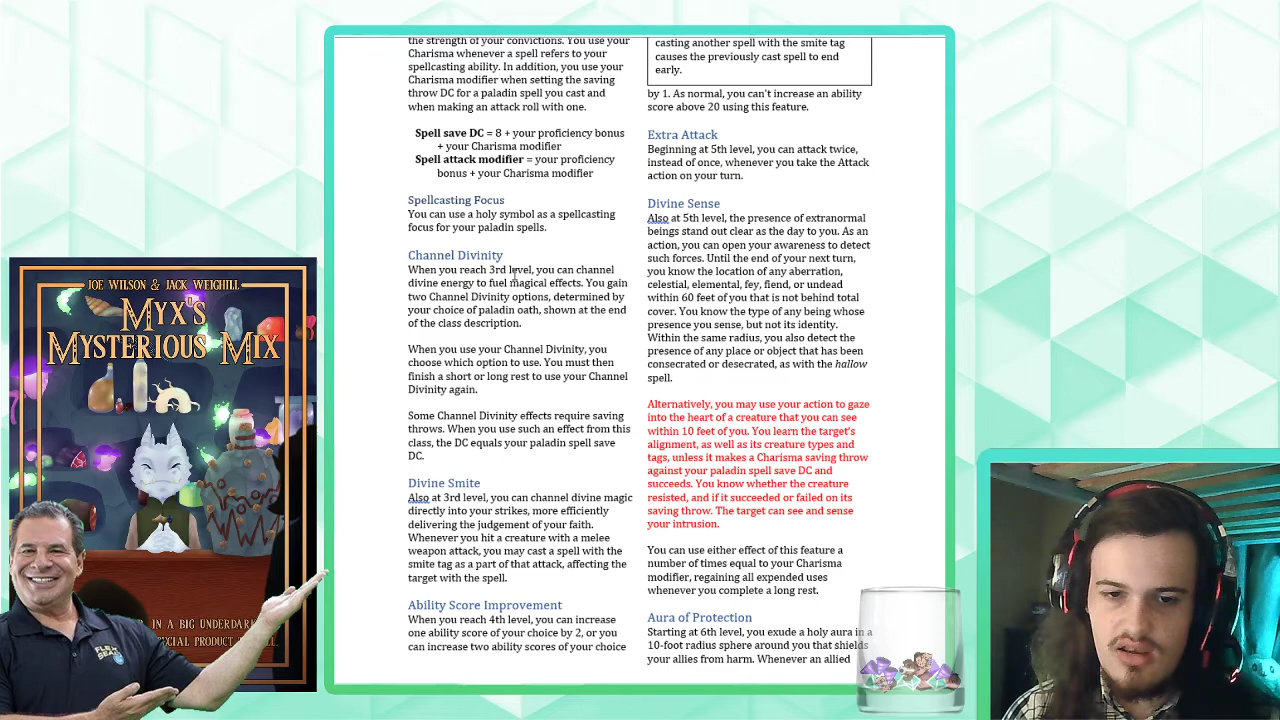 JOE WILSON & JACK WEIGHILL
MYX'S
MYSTERIOUS MIX
IN A BIG UNDERDARK
the strength of your convictions. You use your
Charisma whenever a spell refers to your
spellcasting ability. In addition, you use your
Charisma modifier when setting the saving
throw DC for a paladin spell you cast and
when making an attack roll with one.
Spell save DC = 8 + your proficiency bonus
+ your Charisma modifier
Spell attack modifier = your proficiency
bonus + your Charisma modifier
Spellcasting Focus
You can use a holy symbol as a spellcasting
focus for your paladin spells.
Channel Divinity
When you reach 3rd level, you can channel
divine energy to fuel magical effects. You gain
two Channel Divinity options, determined by
your choice of paladin oath, shown at the end
of the class description.
When you use your Channel Divinity, you
choose which option to use. You must then
finish a short or long rest to use your Channel
Divinity again.
Some Channel Divinity effects require saving
throws. When you use such an effect from this
class, the DC equals your paladin spell save
DC.
Divine Smite
Also at 3rd level, you can channel divine magic
directly into your strikes, more efficiently
delivering the judgement of your faith.
Whenever you hit a creature with a melee
weapon attack, you may cast a spell with the
smite tag as a part of that attack, affecting the
target with the spell.
Ability Score Improvement
When you reach 4th level, you can increase
one ability score of your choice by 2, or you
can increase two ability scores of your choice
casting another spell with the smite tag
causes the previously cast spell to end
early.
by 1. As normal, you can't increase an ability
score above 20 using this feature.
Extra Attack
Beginning at 5th level, you can attack twice,
instead of once, whenever you take the Attack
action on your turn.
Divine Sense
Also at 5th level, the presence of extranormal
beings stand out clear as the day to you. As an
action, you can open your awareness to detect
such forces. Until the end of your next turn,
you know the location of any aberration,
celestial, elemental, fey, fiend, or undead
within 60 feet of you that is not behind total
cover. You know the type of any being whose
presence you sense, but not its identity.
Within the same radius, you also detect the
presence of any place or object that has been
consecrated or desecrated, as with the hallow
spell.
Alternatively, you may use your action to gaze
into the heart of a creature that you can see
within 10 feet of you. You learn the target's
alignment, as well as its creature types and
tags, unless it makes a Charisma saving throw
against your paladin spell save DC and
succeeds. You know whether the creature
resisted, and if it succeeded or failed on its
saving throw. The target can see and sense
your intrusion.
You can use either effect of this feature a
number of times equal to your Charisma
modifier, regaining all expended uses
whenever you complete a long rest.
Aura of Protection
Starting at 6th level, you exude a holy aura in a
10-foot radius sphere around you that shields
your allies from harm. Whenever an allied